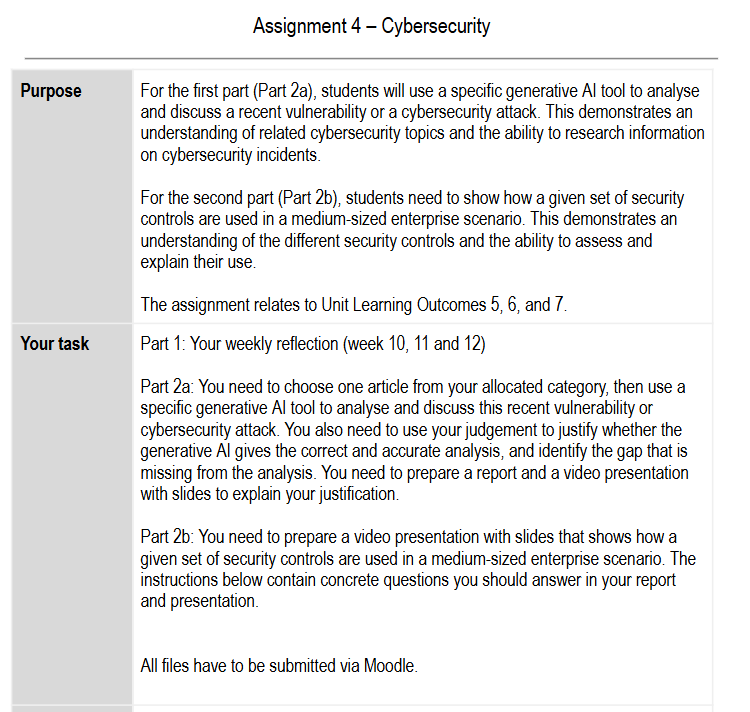 Assignment 4 – Cybersecurity
Purpose
For the first part (Part 2a), students will use a specific generative AI tool to analyse
and discuss a recent vulnerability or a cybersecurity attack. This demonstrates an
understanding of related cybersecurity topics and the ability to research information
on cybersecurity incidents.
For the second part (Part 2b), students need to show how a given set of security
controls are used in a medium-sized enterprise scenario. This demonstrates an
understanding of the different security controls and the ability to assess and
explain their use.
The assignment relates to Unit Learning Outcomes 5, 6, and 7.
Your task
Part 1: Your weekly reflection (week 10, 11 and 12)
Part 2a: You need to choose one article from your allocated category, then use a
specific generative AI tool to analyse and discuss this recent vulnerability or
cybersecurity attack. You also need to use your judgement to justify whether the
generative AI gives the correct and accurate analysis, and identify the gap that is
missing from the analysis. You need to prepare a report and a video presentation
with slides to explain your justification.
Part 2b: You need to prepare a video presentation with slides that shows how a
given set of security controls are used in a medium-sized enterprise scenario. The
instructions below contain concrete questions you should answer in your report
and presentation.
All files have to be submitted via Moodle.